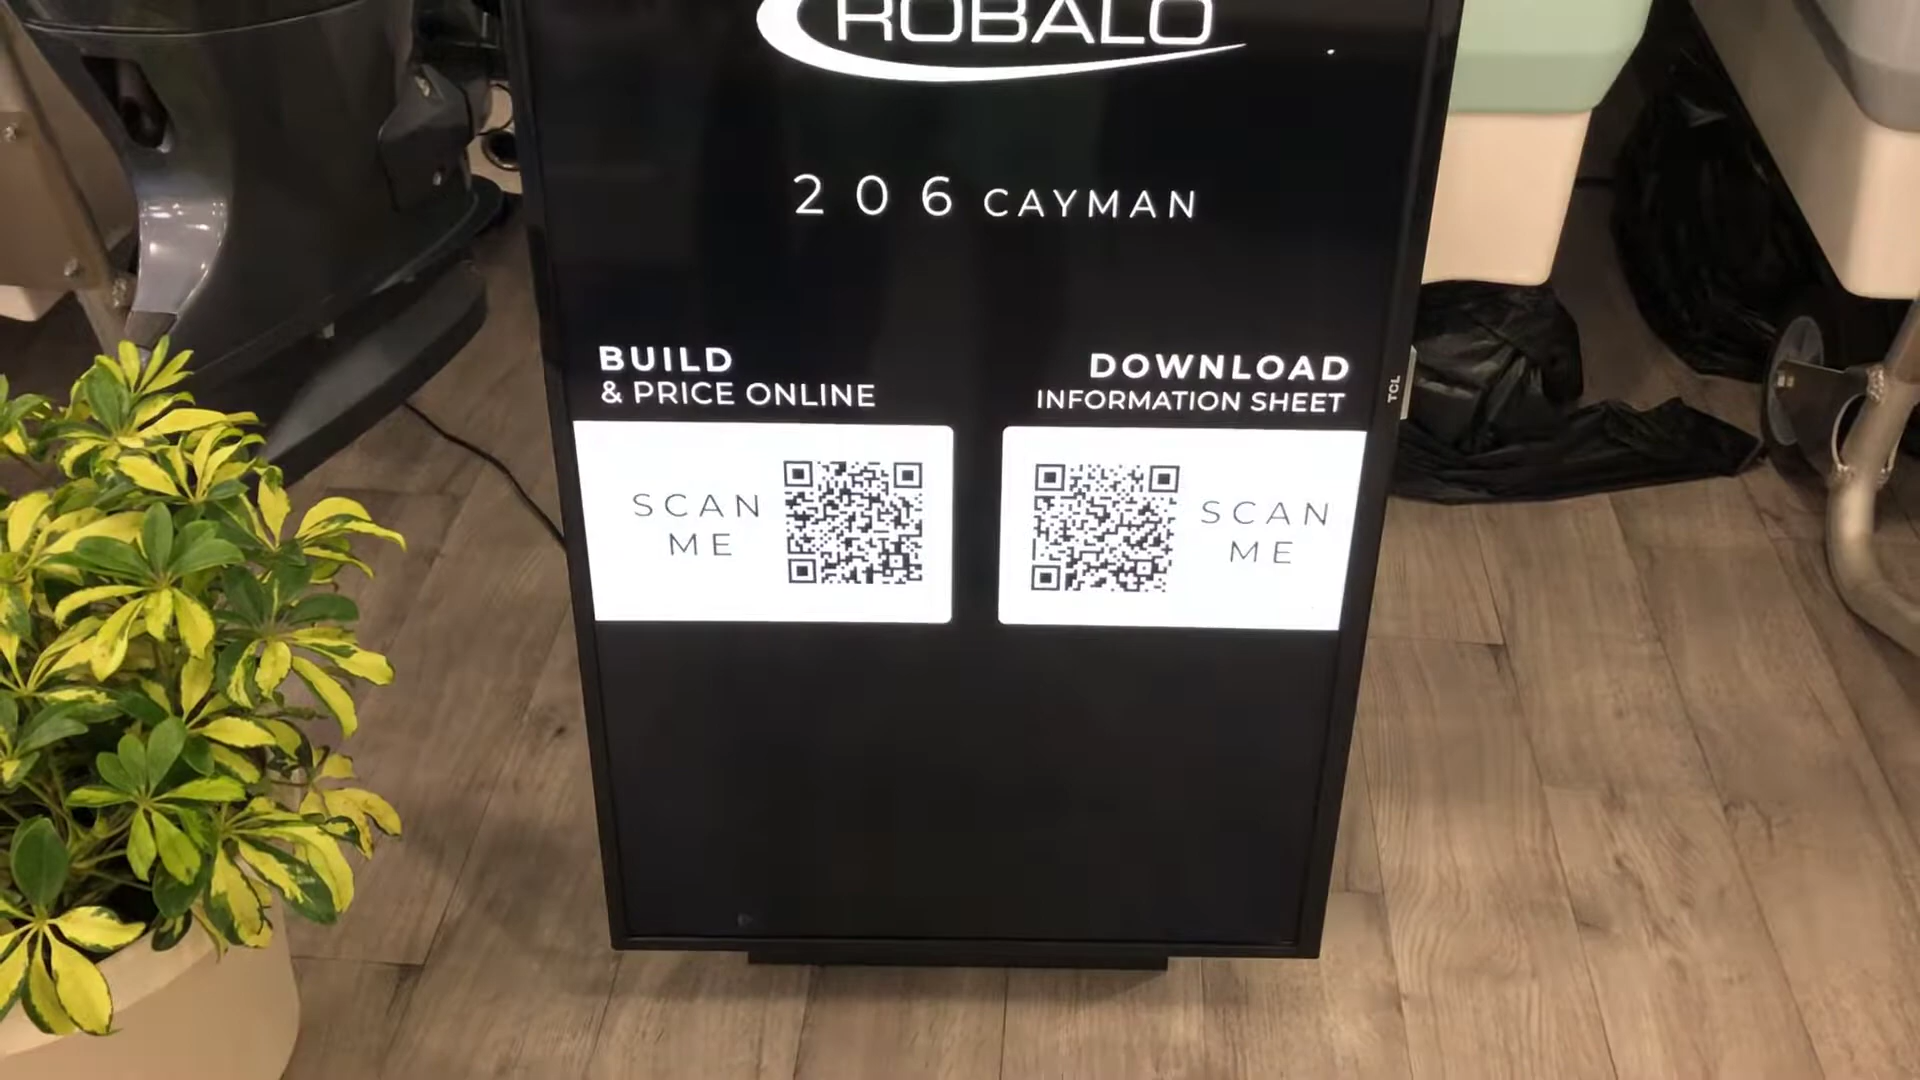 ROBALO
206 CAYMAN
BUILD
& PRICE ONLINE
DOWNLOAD
INFORMATION SHEET
SCAN
ME
SCAN
ME
TCL